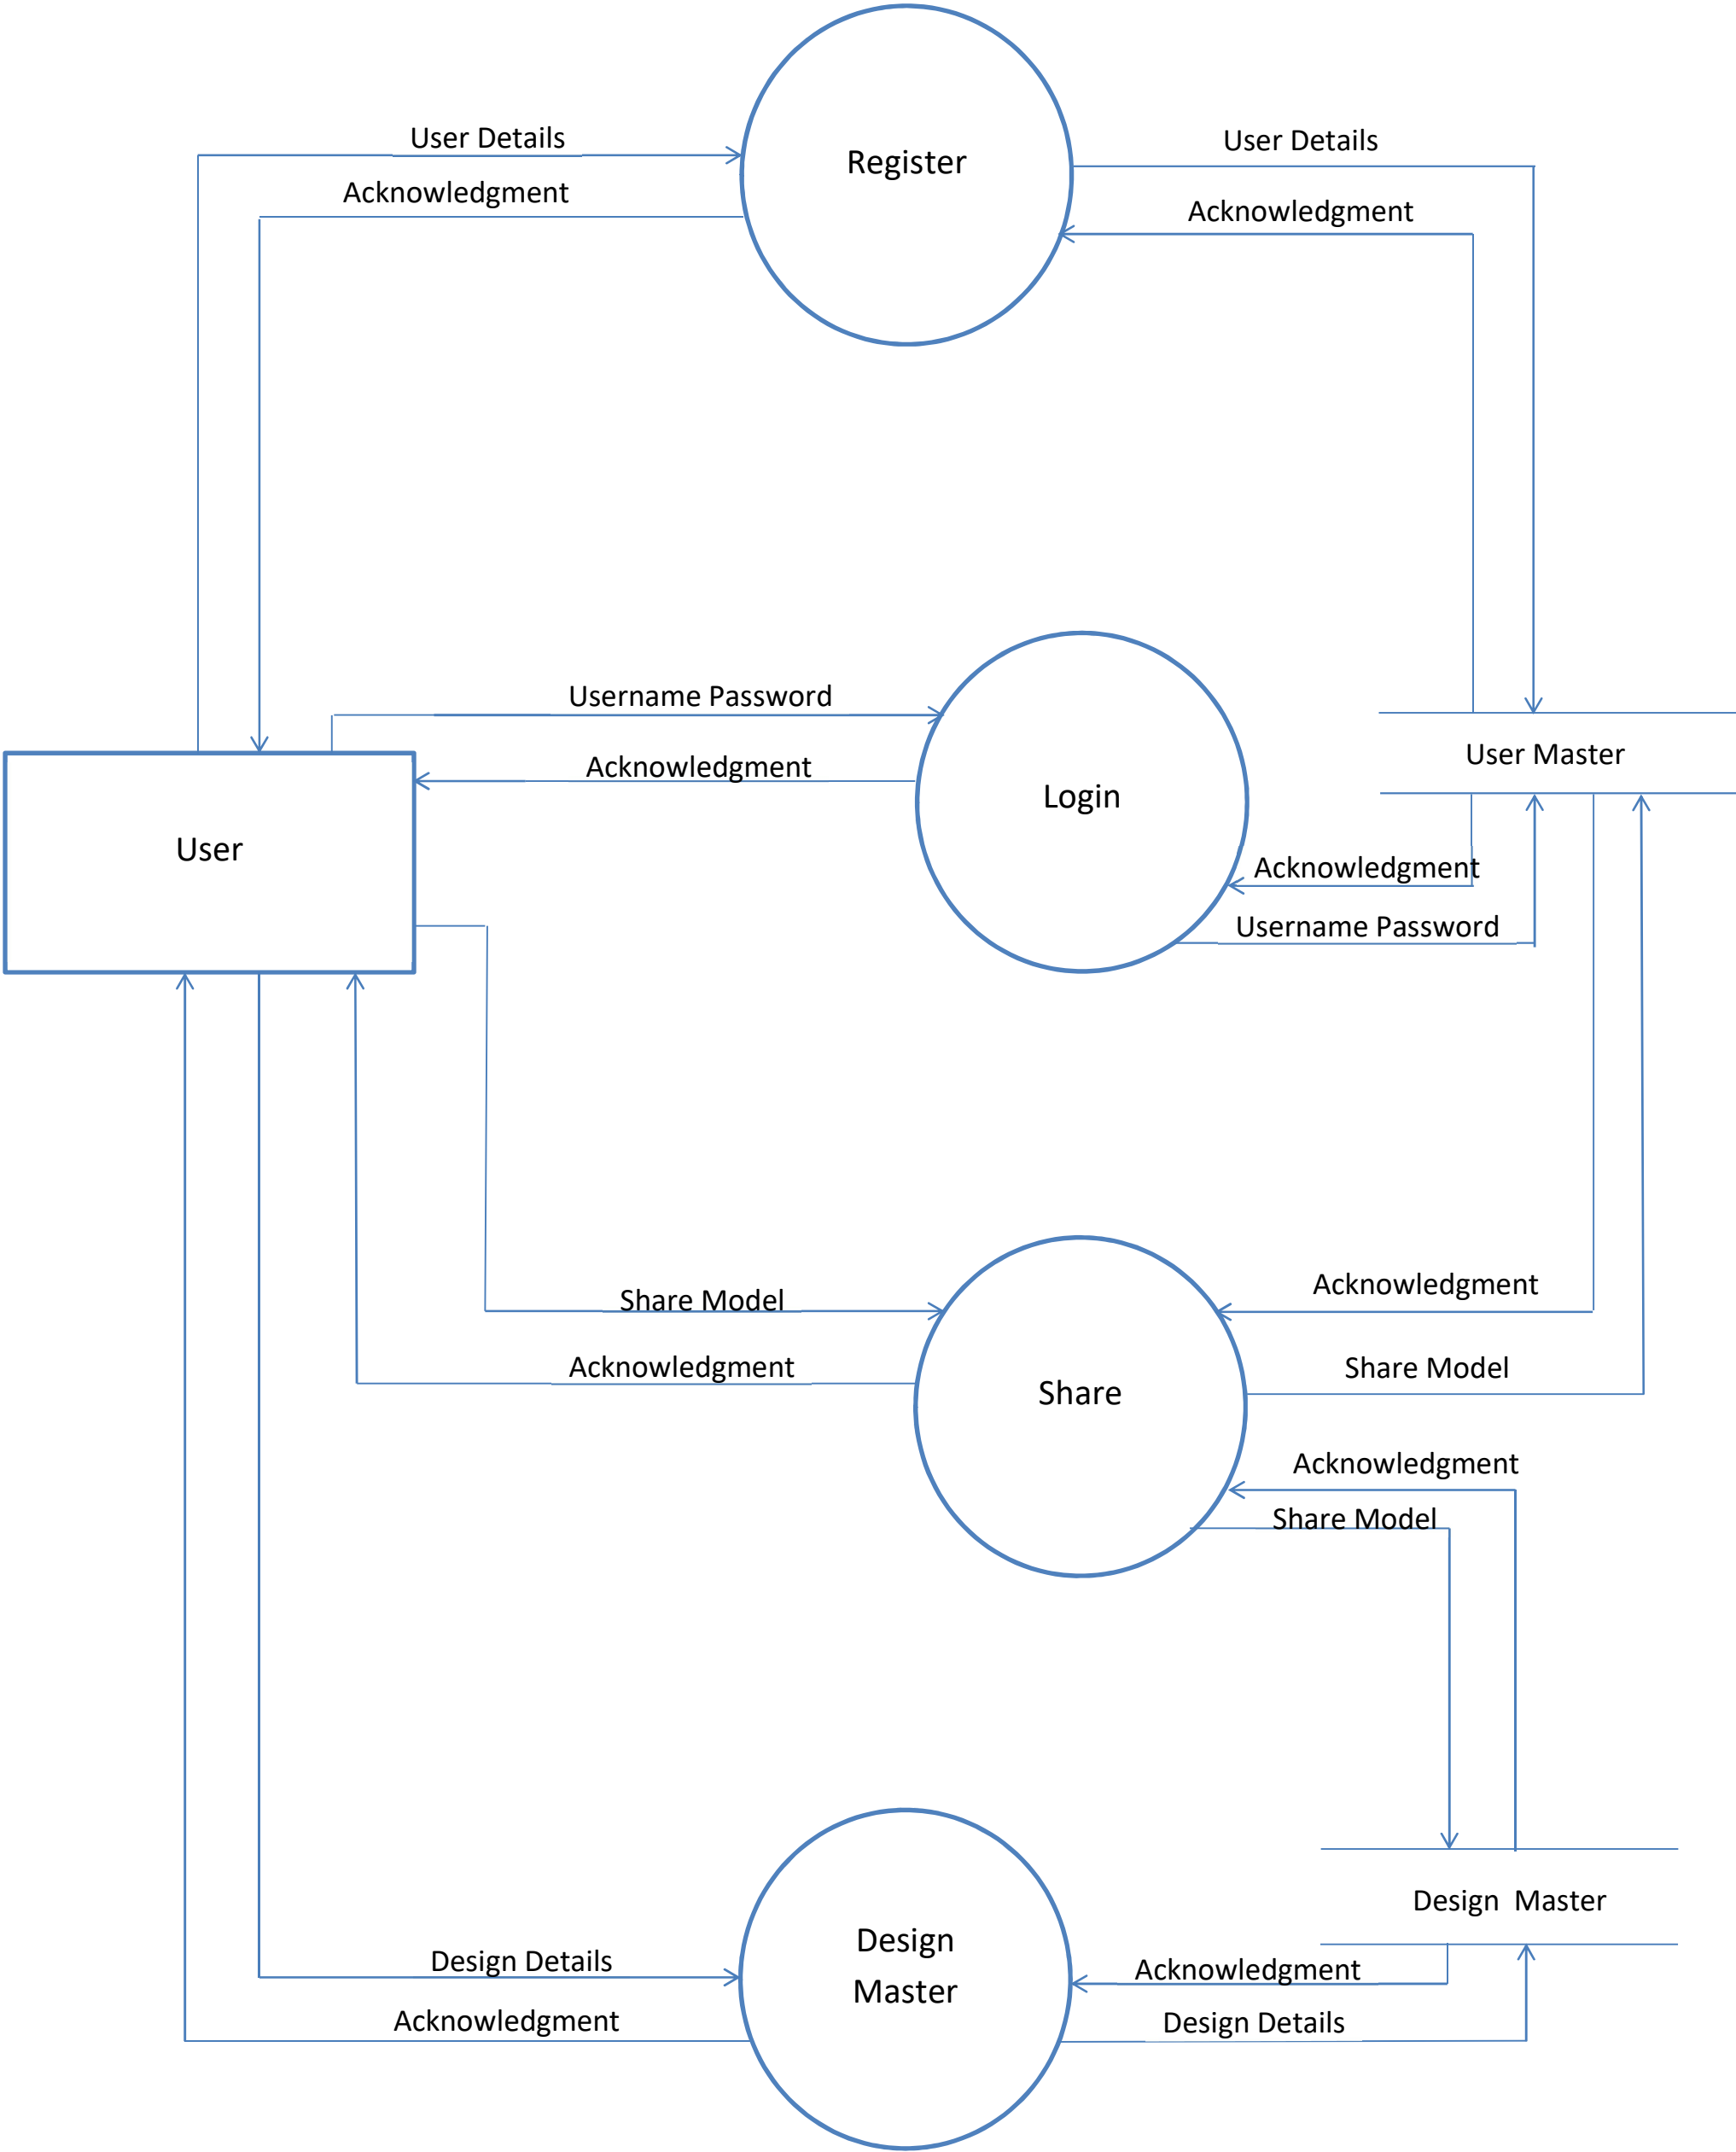 User Details
User Details
Register
Acknowledgment
Acknowledgment
Username Password
User Master
Acknowledgment
Login
User
Acknowledgment
Username Password
Acknowledgment
Share Model
Acknowledgment
Share Model
Share
Acknowledgment
Share Model
Design  Master
Design
Master
Design Details
Acknowledgment
Acknowledgment
Design Details